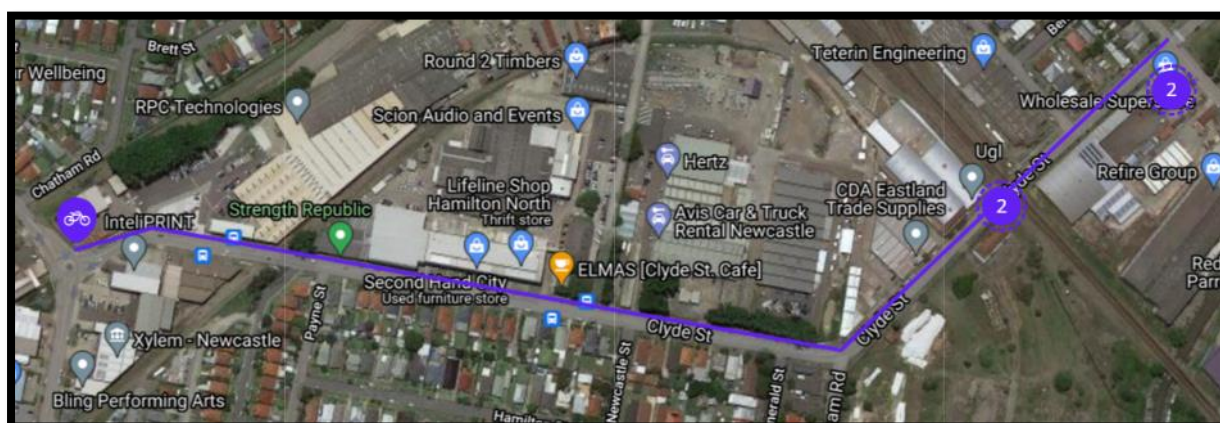 Brett St
Wellbeing
RPC Technologies
Chatham Rd
InteliPRINT
Strength Republic
Xylem - Newcastle
Bling Performing Arts
Payne St
Round 2 Timbers
Scion Audio and Events
Lifeline Shop
Hamilton North
Thrift store
Second Hand City
Used furniture store
ELMAS [Clyde St. Cafe]
Hertz
Avis Car & Truck
Rental Newcastle
Clyde St
Newcastle St
Teterin Engineering
Wholesale
2
Ugl
2
Clyde St
CDA Eastland
Trade Supplies
Refire Group
Clyde St